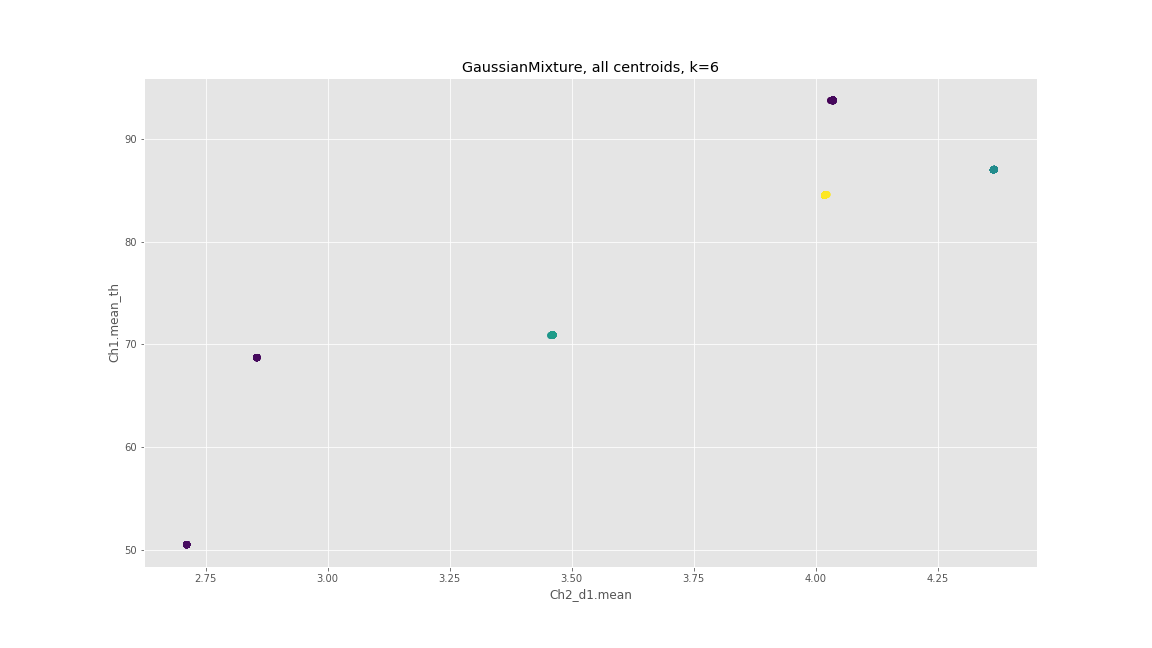 GaussianMixture, all centroids, k=6
90
80
70
60
50
Ch1.mean_th
2.75 3.00 3.25 3.50 3.75 4.00 4.25
Ch2_d1.mean